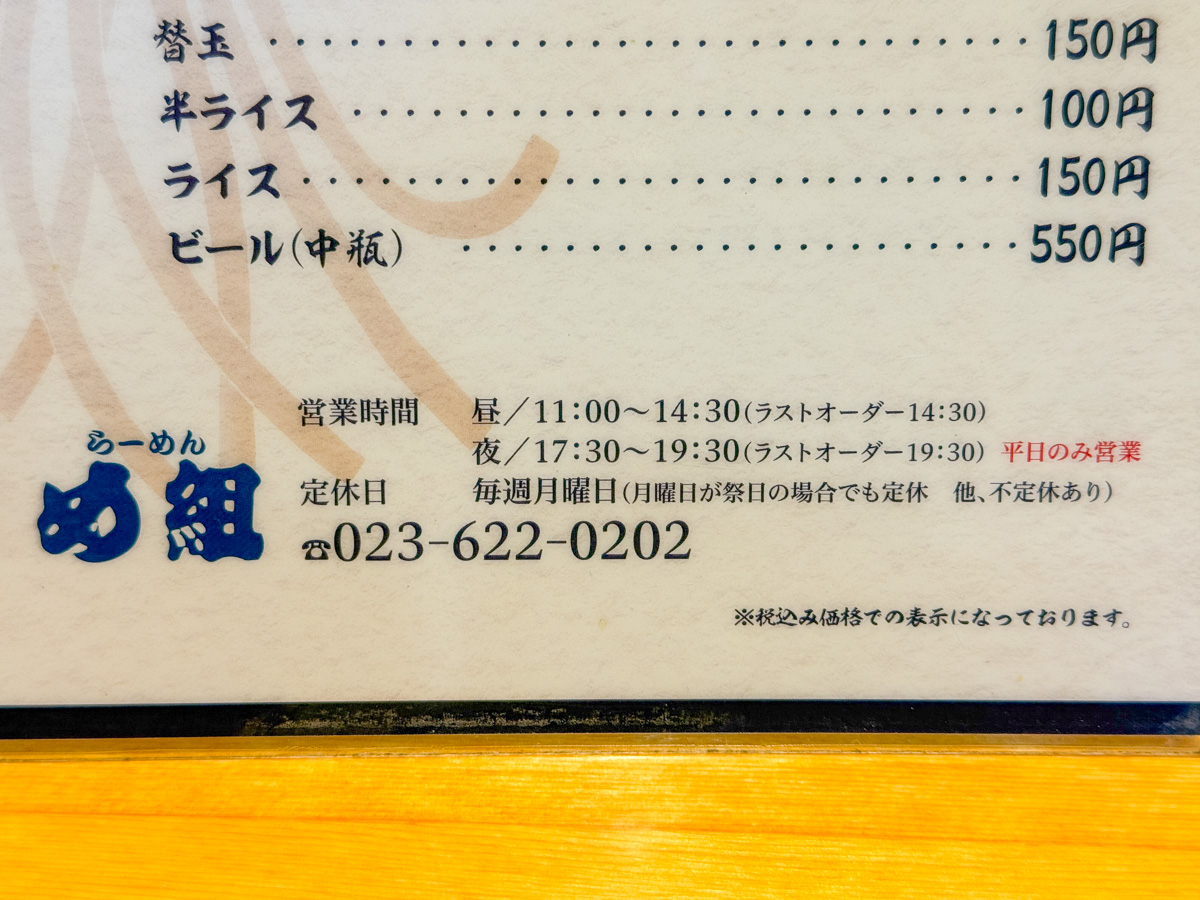 替玉 ・・・・・・・・・・・・・・・・・・・・・・・・・・・・・ 150円
半ライス ・・・・・・・・・・・・・・・・・・・・・・・・・・ 100円
ライス ・・・・・・・・・・・・・・・・・・・・・・・・・・・・ 150円
ビール(中瓶) ・・・・・・・・・・・・・・・・・・・・・・ 550円
営業時間 昼/11:00～14:30(ラストオーダー14:30)
夜/17:30～19:30(ラストオーダー19:30) 平日のみ営業
定休日 毎週月曜日(月曜日が祭日の場合でも定休　他、不定休あり)
☎023-622-0202
らーめん
め組
※税込み価格での表示になっております。